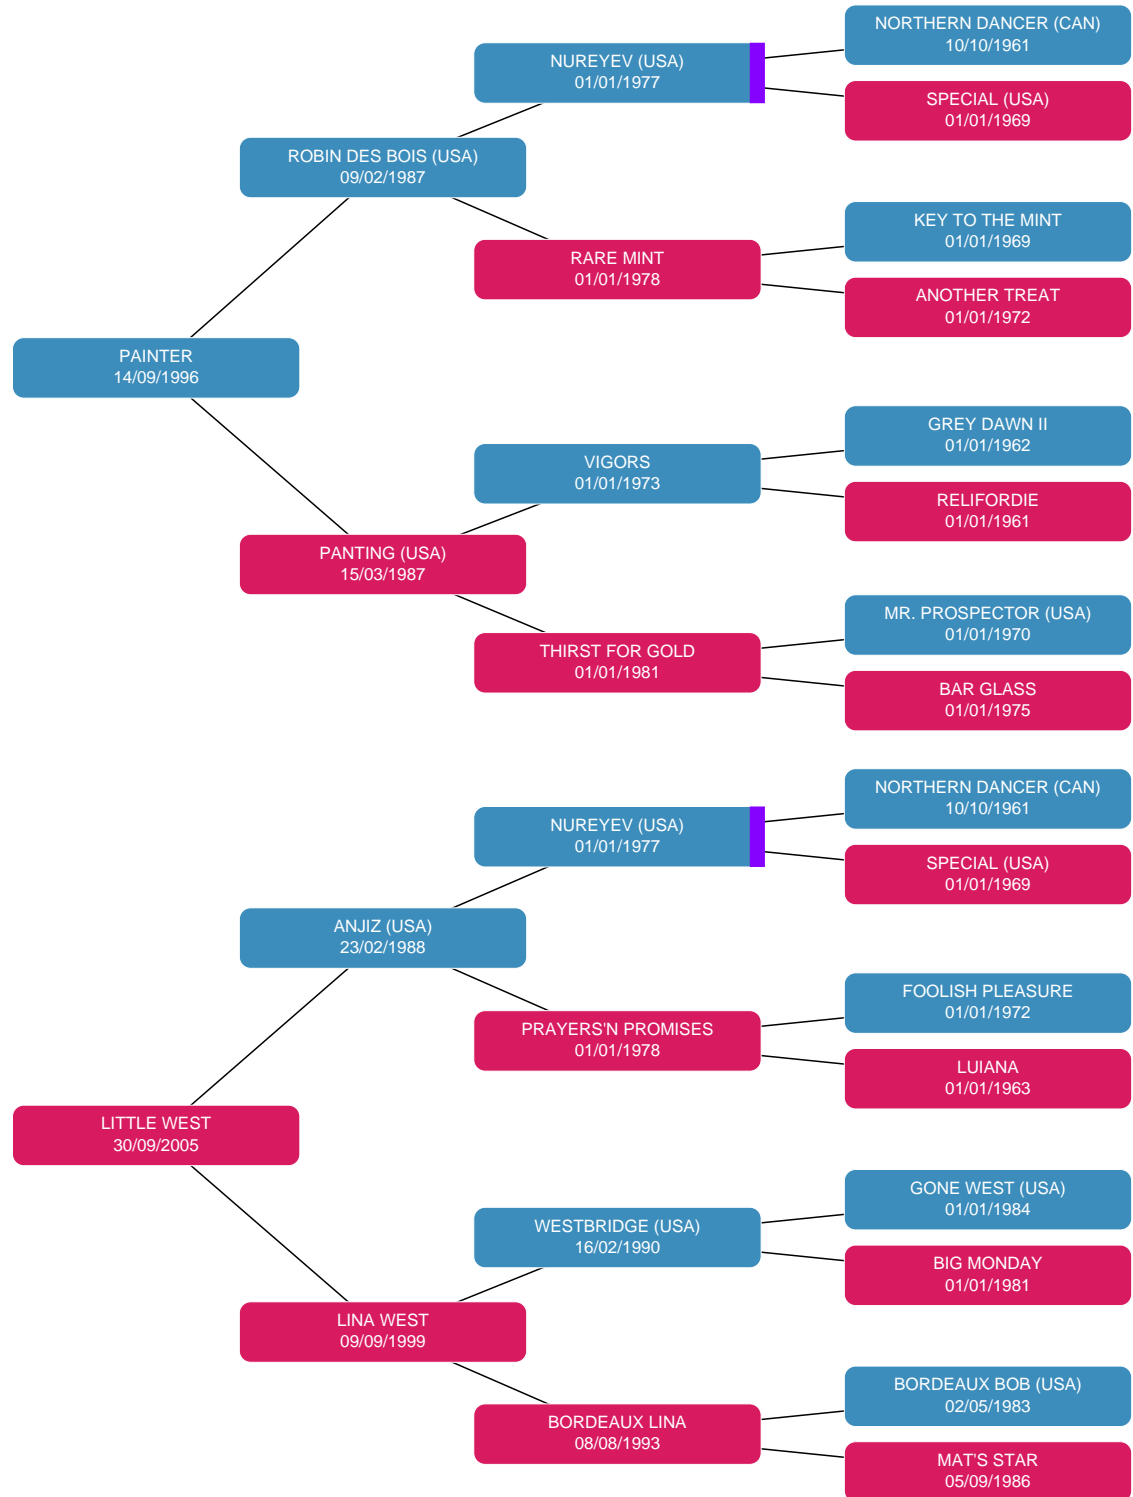 NORTHERN DANCER (CAN)
10/10/1961
NUREYEV (USA)
01/01/1977
SPECIAL (USA)
01/01/1969
ROBIN DES BOIS (USA)
09/02/1987
KEY TO THE MINT
01/01/1969
RARE MINT
01/01/1978
ANOTHER TREAT
01/01/1972
PAINTER
14/09/1996
GREY DAWN II
01/01/1962
VIGORS
01/01/1973
RELIFORDIE
01/01/1961
PANTING (USA)
15/03/1987
MR. PROSPECTOR (USA)
01/01/1970
THIRST FOR GOLD
01/01/1981
BAR GLASS
01/01/1975
NORTHERN DANCER (CAN)
10/10/1961
NUREYEV (USA)
01/01/1977
SPECIAL (USA)
01/01/1969
ANJIZ (USA)
23/02/1988
FOOLISH PLEASURE
01/01/1972
PRAYERS'N PROMISES
01/01/1978
LUIANA
01/01/1963
LITTLE WEST
30/09/2005
GONE WEST (USA)
01/01/1984
WESTBRIDGE (USA)
16/02/1990
BIG MONDAY
01/01/1981
LINA WEST
09/09/1999
BORDEAUX BOB (USA)
02/05/1983
BORDEAUX LINA
08/08/1993
MAT'S STAR
05/09/1986